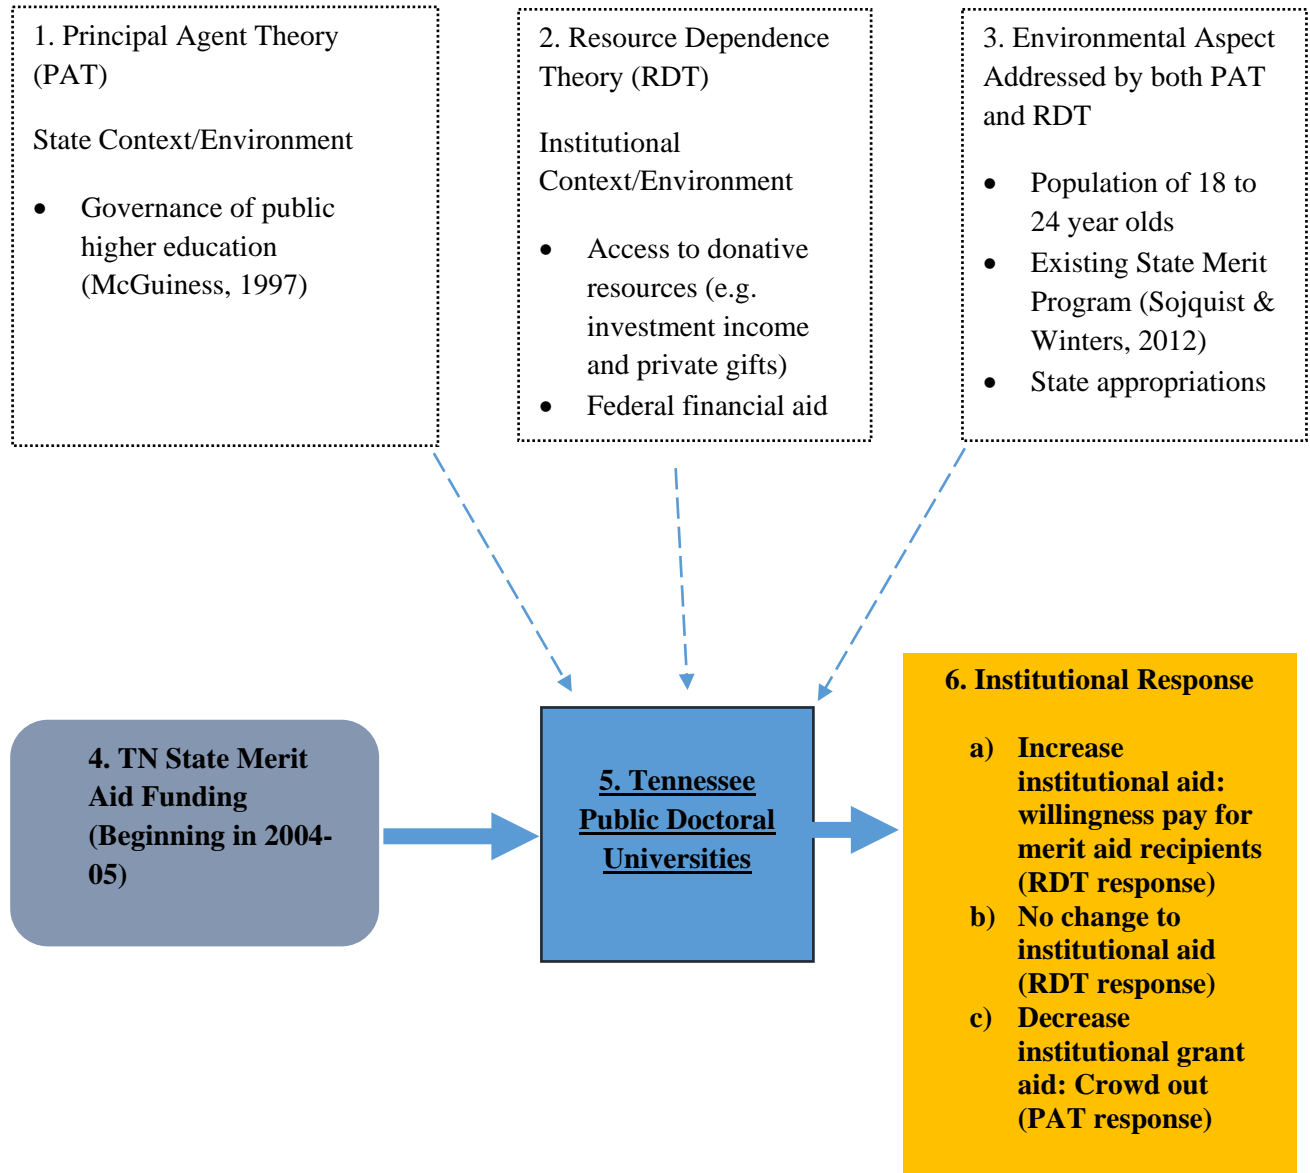 1. Principal Agent Theory
(PAT)
State Context/Environment
• Governance of public
higher education
(McGuiness, 1997)
2. Resource Dependence
Theory (RDT)
Institutional
Context/Environment
• Access to donative
resources (e.g.
investment income
and private gifts)
• Federal financial aid
3. Environmental Aspect
Addressed by both PAT
and RDT
• Population of 18 to
24 year olds
• Existing State Merit
Program (Sojquist &
Winters, 2012)
• State appropriations
4. TN State Merit
Aid Funding
(Beginning in 2004-
05)
5. Tennessee
Public Doctoral
Universities
6. Institutional Response
a) Increase
institutional aid:
willingness pay for
merit aid recipients
(RDT response)
b) No change to
institutional aid
(RDT response)
c) Decrease
institutional grant
aid: Crowd out
(PAT response)